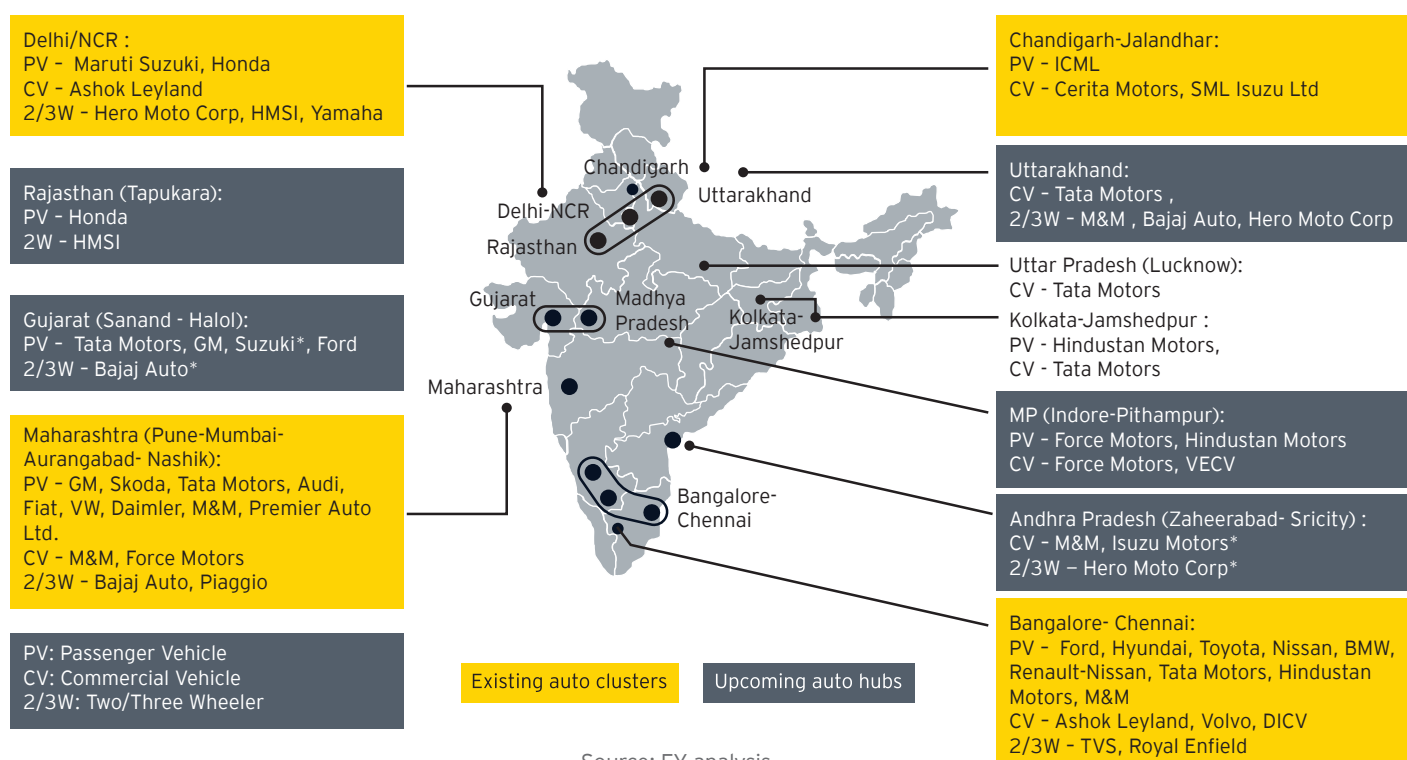 Delhi/NCR :
PV – Maruti Suzuki, Honda
CV – Ashok Leyland
2/3W – Hero Moto Corp, HMSI, Yamaha
Rajasthan (Tapukara):
PV – Honda
2W – HMSI
Gujarat (Sanand - Halol):
PV – Tata Motors, GM, Suzuki*, Ford
2/3W – Bajaj Auto*
Maharashtra (Pune-Mumbai-
Aurangabad- Nashik):
PV – GM, Skoda, Tata Motors, Audi,
Fiat, VW, Daimler, M&M, Premier Auto
Ltd.
CV – M&M, Force Motors
2/3W – Bajaj Auto, Piaggio
PV: Passenger Vehicle
CV: Commercial Vehicle
2/3W: Two/Three Wheeler
Chandigarh
Uttarakhand
Delhi-NCR
Rajasthan
Gujarat
Madhya
Pradesh
Kolkata-
Jamshedpur
Maharashtra
Bangalore-
Chennai
Existing auto clusters
Upcoming auto hubs
Chandigarh-Jalandhar:
PV – ICML
CV – Cerita Motors, SML Isuzu Ltd
Uttarakhand:
CV – Tata Motors ,
2/3W – M&M , Bajaj Auto, Hero Moto Corp
Uttar Pradesh (Lucknow):
CV - Tata Motors
Kolkata-Jamshedpur :
PV - Hindustan Motors,
CV - Tata Motors
MP (Indore-Pithampur):
PV – Force Motors, Hindustan Motors
CV – Force Motors, VECV
Andhra Pradesh (Zaheerabad- Sricity) :
CV – M&M, Isuzu Motors*
2/3W — Hero Moto Corp*
Bangalore- Chennai:
PV – Ford, Hyundai, Toyota, Nissan, BMW,
Renault-Nissan, Tata Motors, Hindustan
Motors, M&M
CV – Ashok Leyland, Volvo, DICV
2/3W – TVS, Royal Enfield
Source: EY analysis